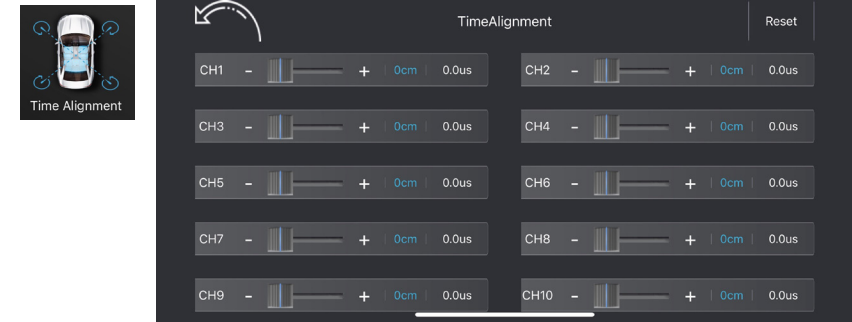 Time Alignment
TimeAlignment
Reset
CH1 - + 0cm 0.0us
CH2 - + 0cm 0.0us
CH3 - + 0cm 0.0us
CH4 - + 0cm 0.0us
CH5 - + 0cm 0.0us
CH6 - + 0cm 0.0us
CH7 - + 0cm 0.0us
CH8 - + 0cm 0.0us
CH9 - + 0cm 0.0us
CH10 - + 0cm 0.0us